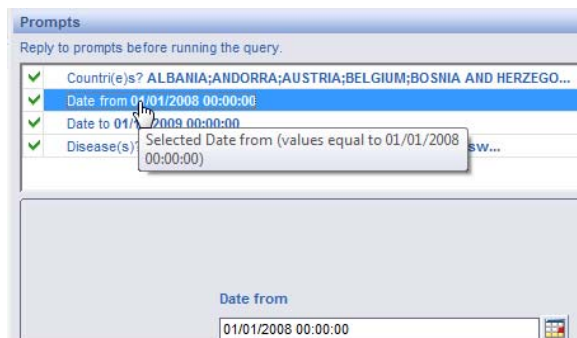 Prompts
Reply to prompts before running the query.
Countri(e)s? ALBANIA;ANDORRA;AUSTRIA;BELGIUM;BOSNIA AND HERZEGO...
Date from 01/01/2008 00:00:00
Date to 01/ /2009 00:00:00
Disease(s)? sw...
Selected Date from (values equal to 01/01/2008
00:00:00)
Date from
01/01/2008 00:00:00